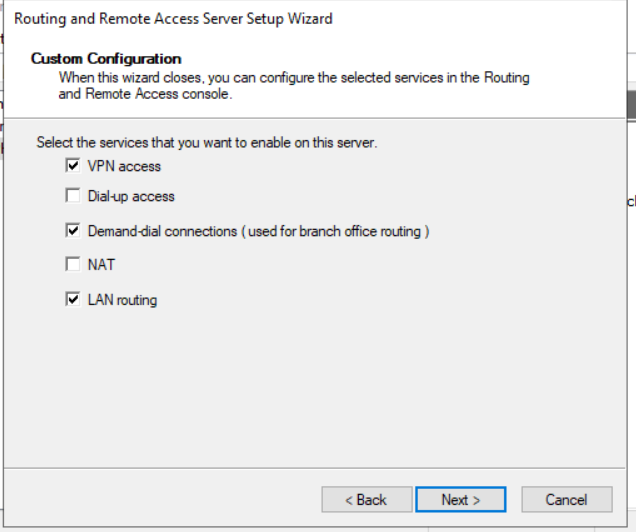 Routing and Remote Access Server Setup Wizard
Custom Configuration
When this wizard closes, you can configure the selected services in the Routing
and Remote Access console.
Select the services that you want to enable on this server.
VPN access
Dial-up access
Demand-dial connections ( used for branch office routing )
NAT
LAN routing
< Back
Next >
Cancel